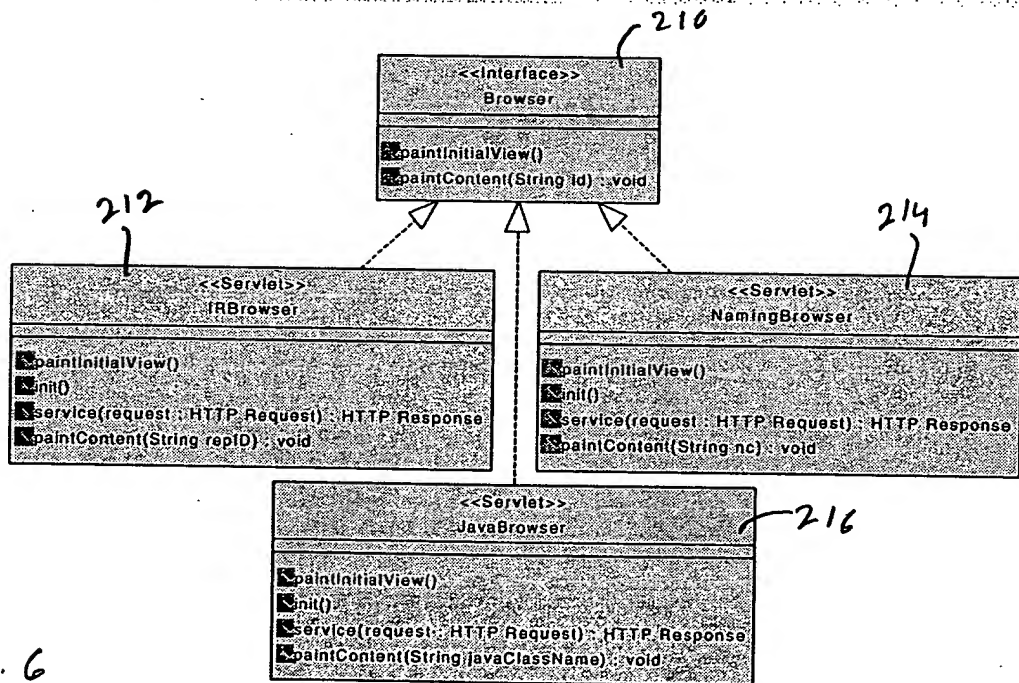 210
<<Interface>>
Browser
paintInitialView()
paintContent(String id) : void
212
<<Servlet>>
IRBrowser
paintInitialView()
init()
service(request : HTTP Request) : HTTP Response
paintContent(String repID) : void
214
<<Servlet>>
NamingBrowser
paintInitialView()
init()
service(request : HTTP Request) : HTTP Response
paintContent(String nc) : void
216
<<Servlet>>
JavaBrowser
paintInitialView()
init()
service(request : HTTP Request) : HTTP Response
paintContent(String javaClassName) : void
. 6